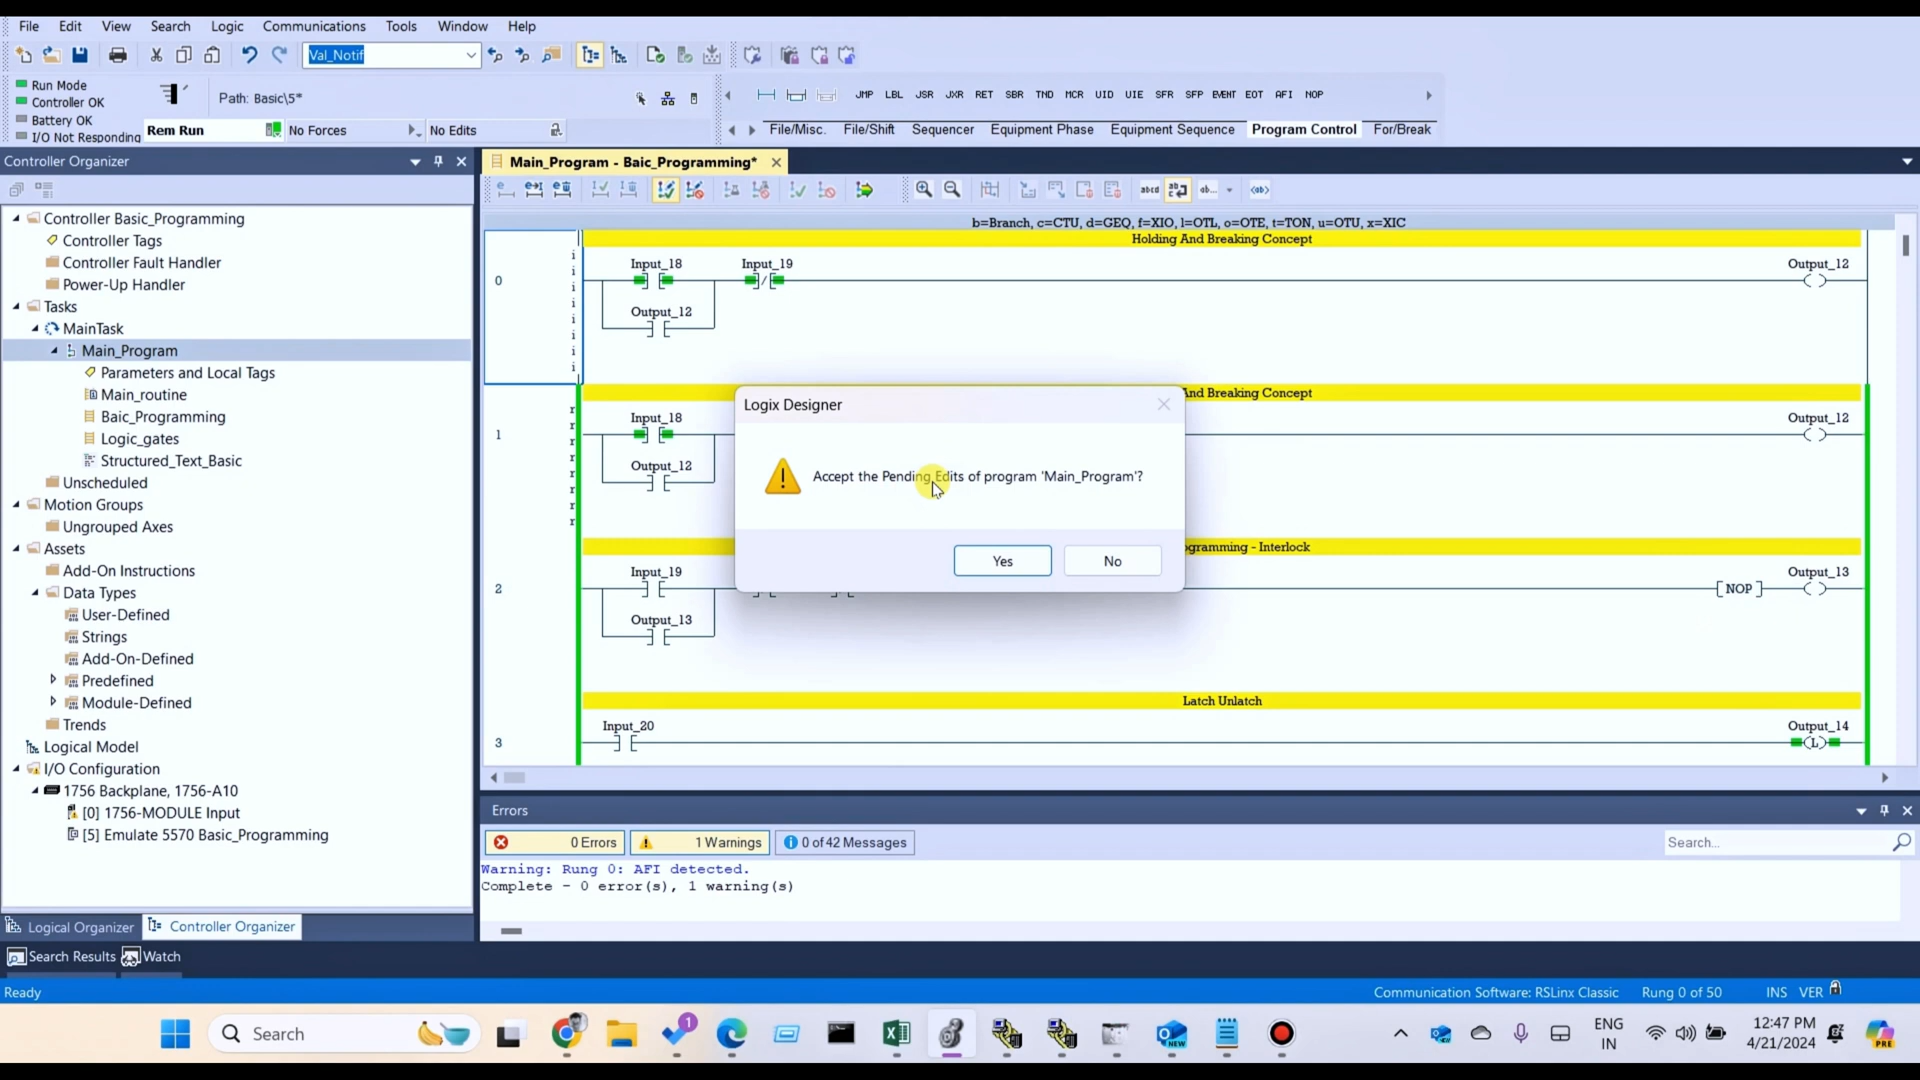 File Edit View Search Logic Communications Tools Window Help
Val_Notif
Run Mode
Controller OK
Battery OK
I/O Not Responding
Path: Basic\5*
Rem Run No Forces No Edits
JMP LBL JSR JXR RET SBR TND MCR UID UIE SFR SFP EVENT EOT AFI NOP
File/Misc. File/Shift Sequencer Equipment Phase Equipment Sequence Program Control For/Break
Controller Organizer
Main_Program - Baic_Programming*
Controller Basic_Programming
Controller Tags
Controller Fault Handler
Power-Up Handler
Tasks
MainTask
Main_Program
Parameters and Local Tags
Main_routine
Baic_Programming
Logic_gates
Structured_Text_Basic
Unscheduled
Motion Groups
Ungrouped Axes
Assets
Add-On Instructions
Data Types
User-Defined
Strings
Add-On-Defined
Predefined
Module-Defined
Trends
Logical Model
I/O Configuration
1756 Backplane, 1756-A10
[0] 1756-MODULE Input
[5] Emulate 5570 Basic_Programming
Logical Organizer Controller Organizer
Search Results Watch
abcd ab...
b=Branch, c=CTU, d=GEQ, f=XIO, l=OTL, o=OTE, t=TON, u=OTU, x=XIC
Holding And Breaking Concept
0
i
i
i
i
i
i
i
i
Input_18 Input_19 Output_12
Output_12
And Breaking Concept
1
r
r
r
r
r
r
r
r
Input_18 Output_12
Output_12
ogramming - Interlock
2
Input_19 Output_13
NOP
Output_13
Latch Unlatch
3
Input_20 Output_14
L
Logix Designer
Accept the Pending Edits of program 'Main_Program'?
Yes No
Errors
0 Errors 1 Warnings 0 of 42 Messages Search...
Warning: Rung 0: AFI detected.
Complete - 0 error(s), 1 warning(s)
Ready Communication Software: RSLinx Classic Rung 0 of 50 INS VER
Search 1 NEW NEW ENG
IN
12:47 PM
4/21/2024
PRE